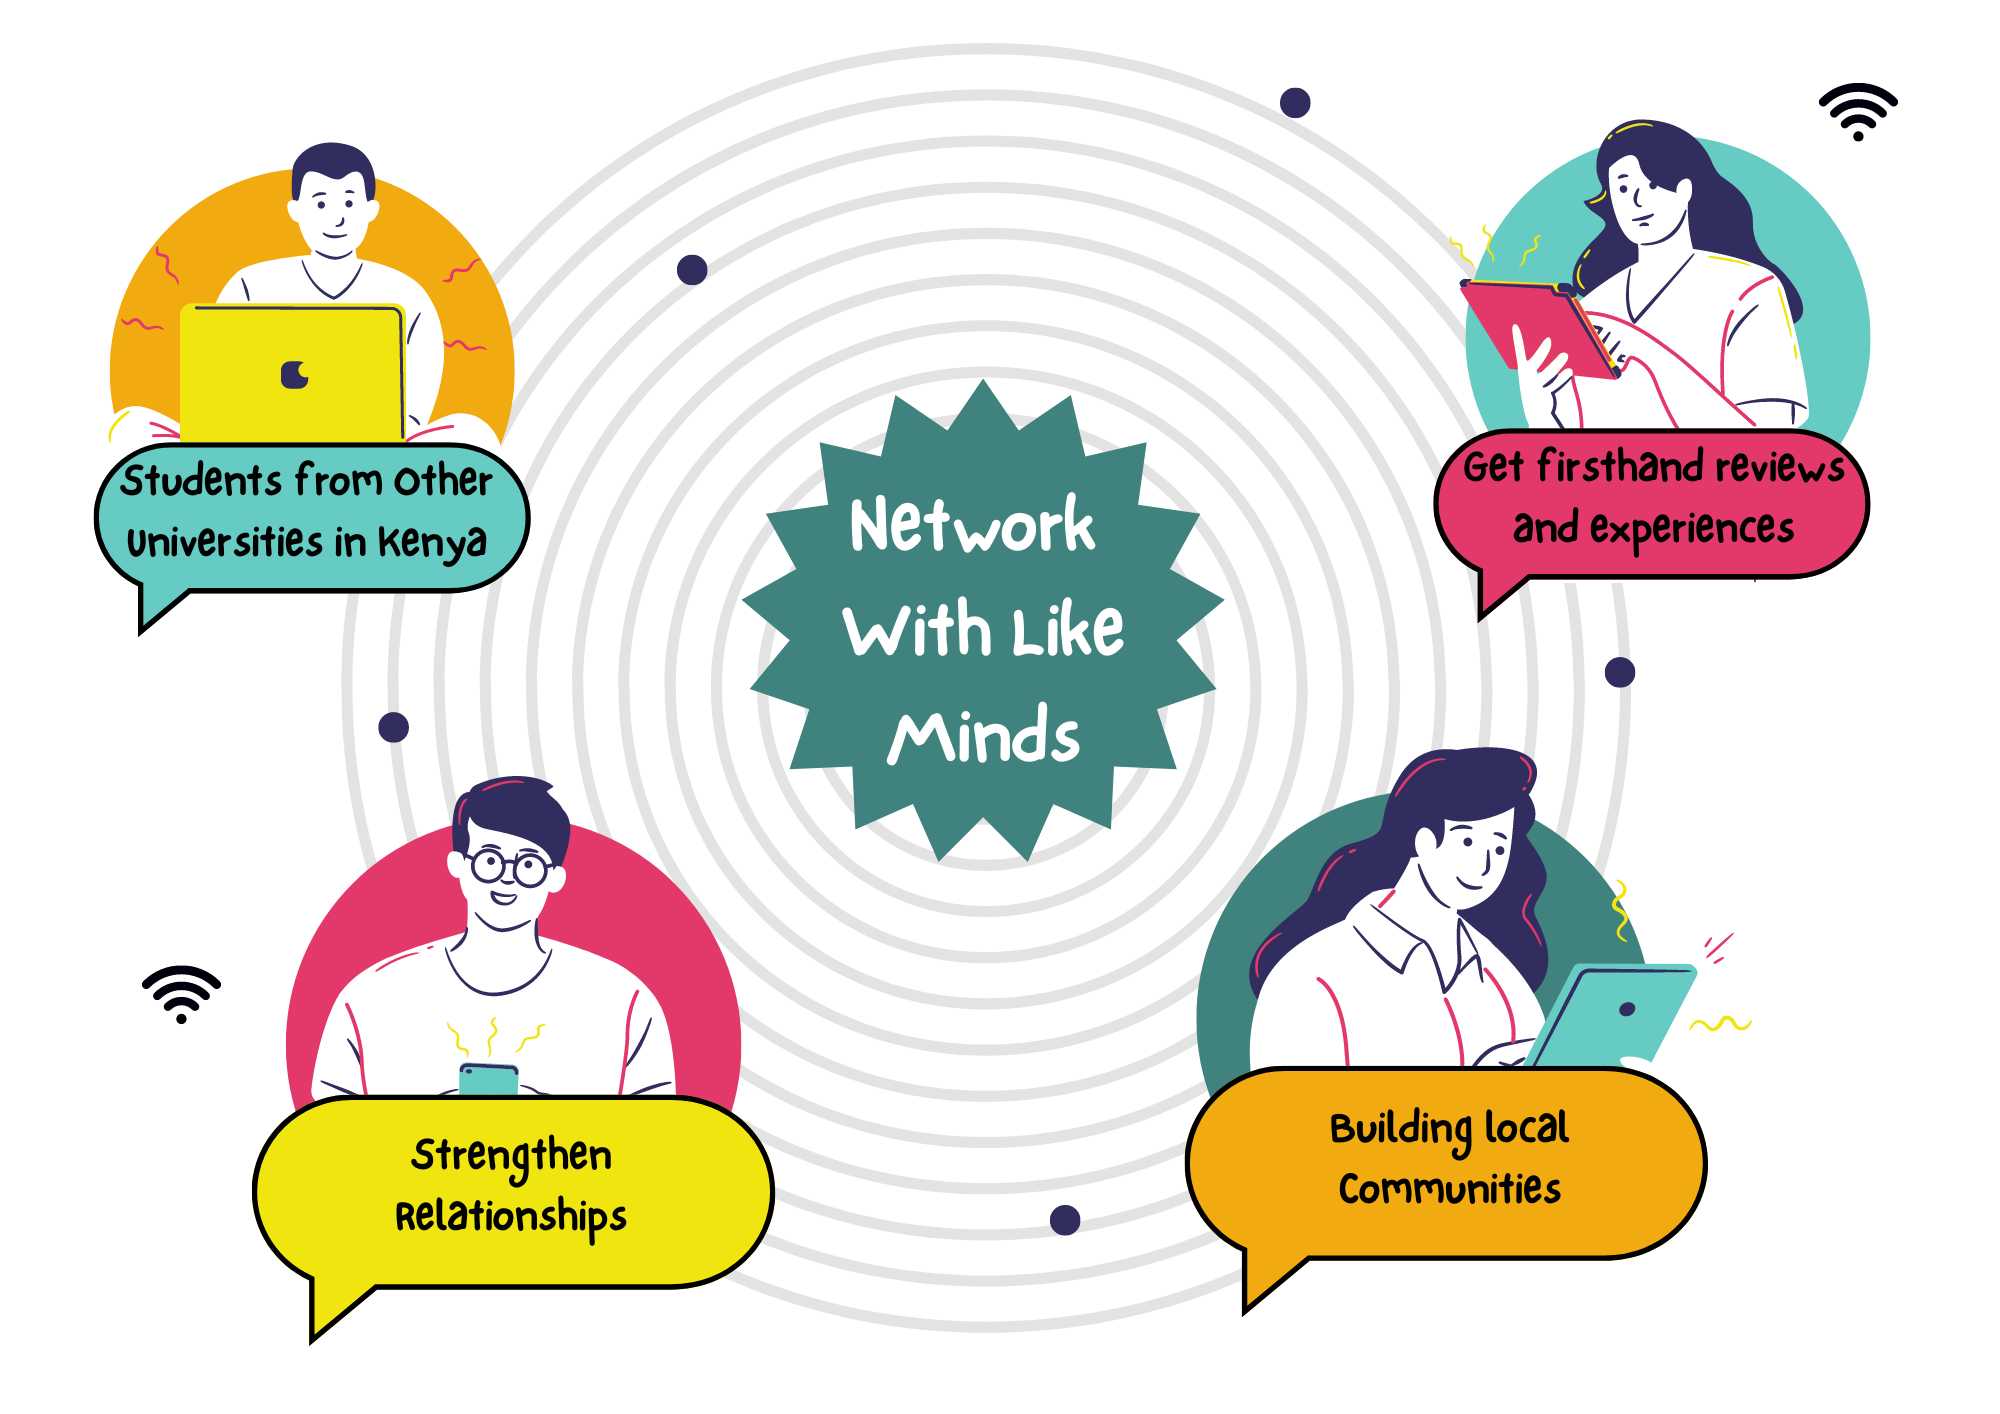 Students from Other
Universities in Kenya
Get firsthand reviews
and experiences
Network
With Like
Minds
Strengthen
Relationships
Building local
Communities